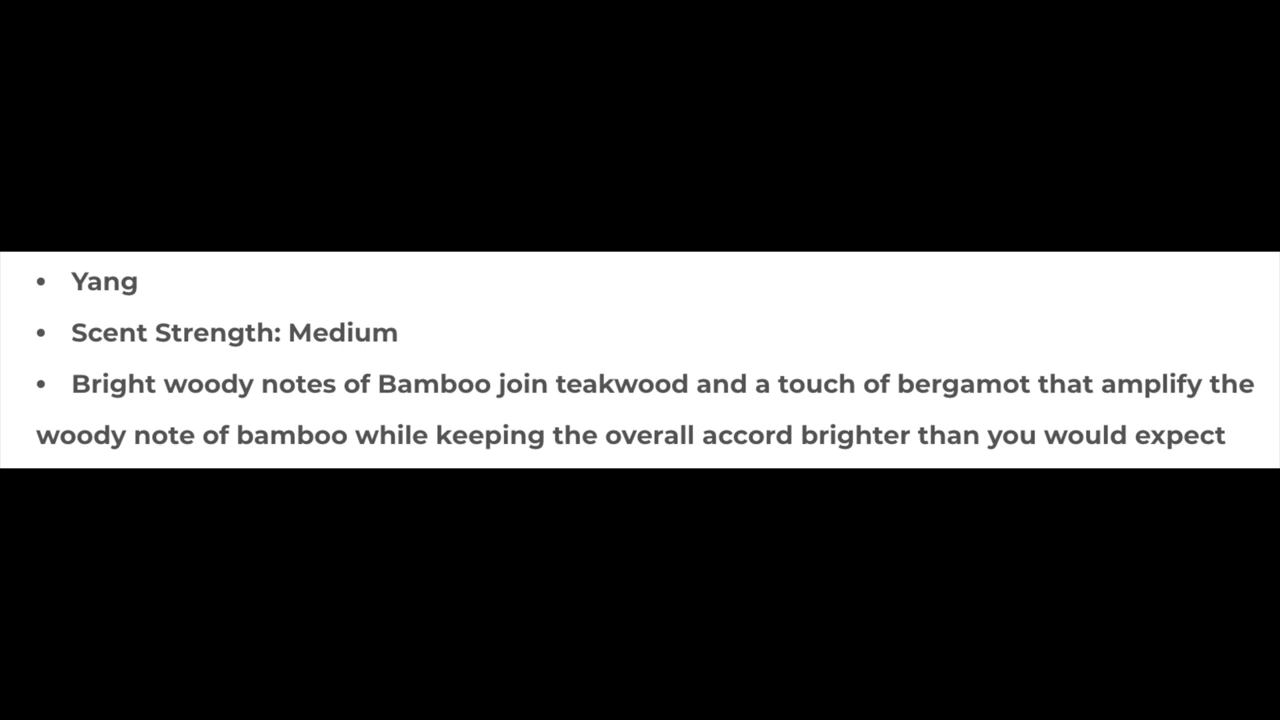 • Yang
• Scent Strength: Medium
• Bright woody notes of Bamboo join teakwood and a touch of bergamot that amplify the
woody note of bamboo while keeping the overall accord brighter than you would expect